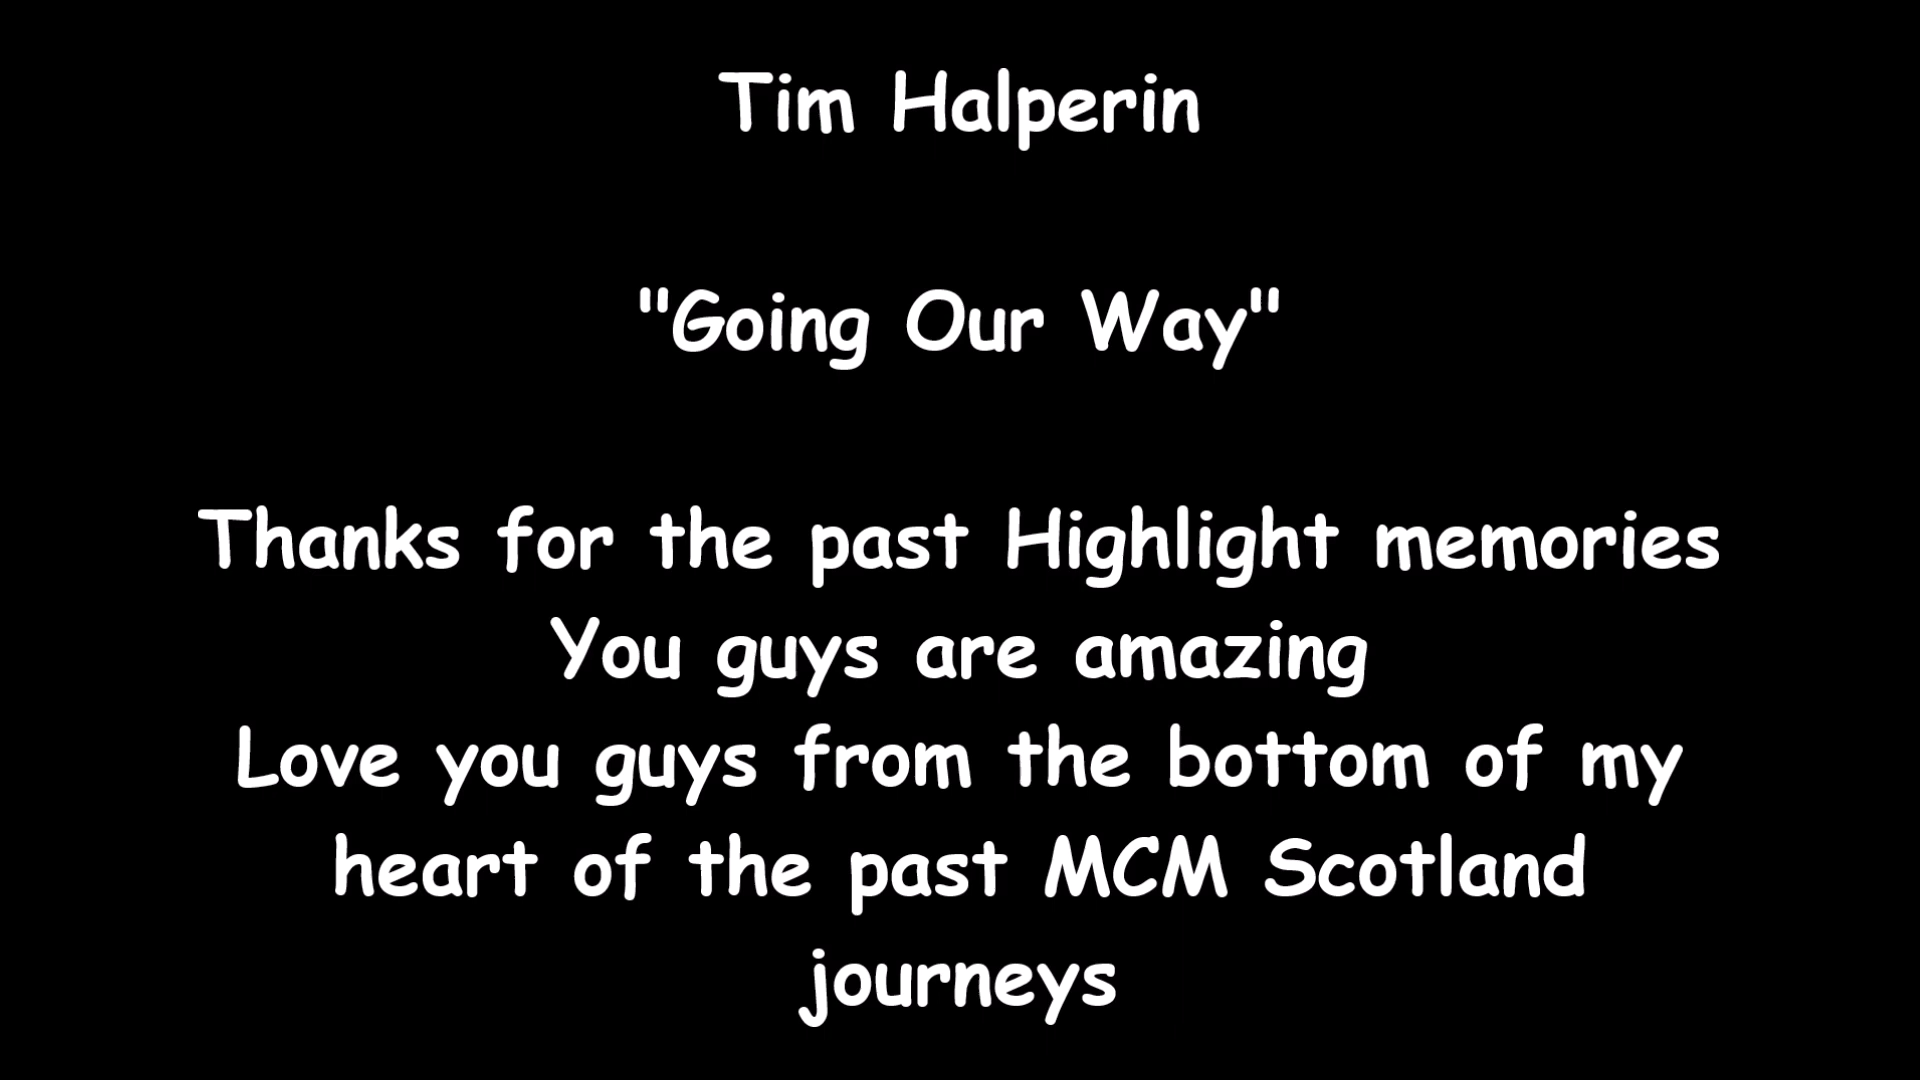 Tim Halperin
"Going Our Way"
Thanks for the past Highlight memories
You guys are amazing
Love you guys from the bottom of my
heart of the past MCM Scotland
journeys